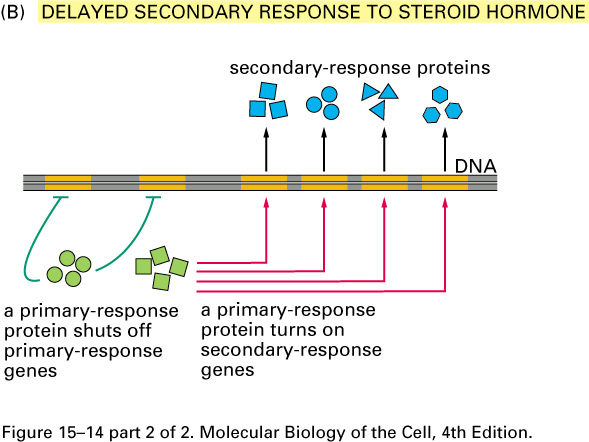 (B) DELAYED SECONDARY RESPONSE TO STEROID HORMONE
secondary-response proteins
DNA
a primary-response
protein shuts off
primary-response
genes
a primary-response
protein turns on
secondary-response
genes
Figure 15–14 part 2 of 2. Molecular Biology of the Cell, 4th Edition.